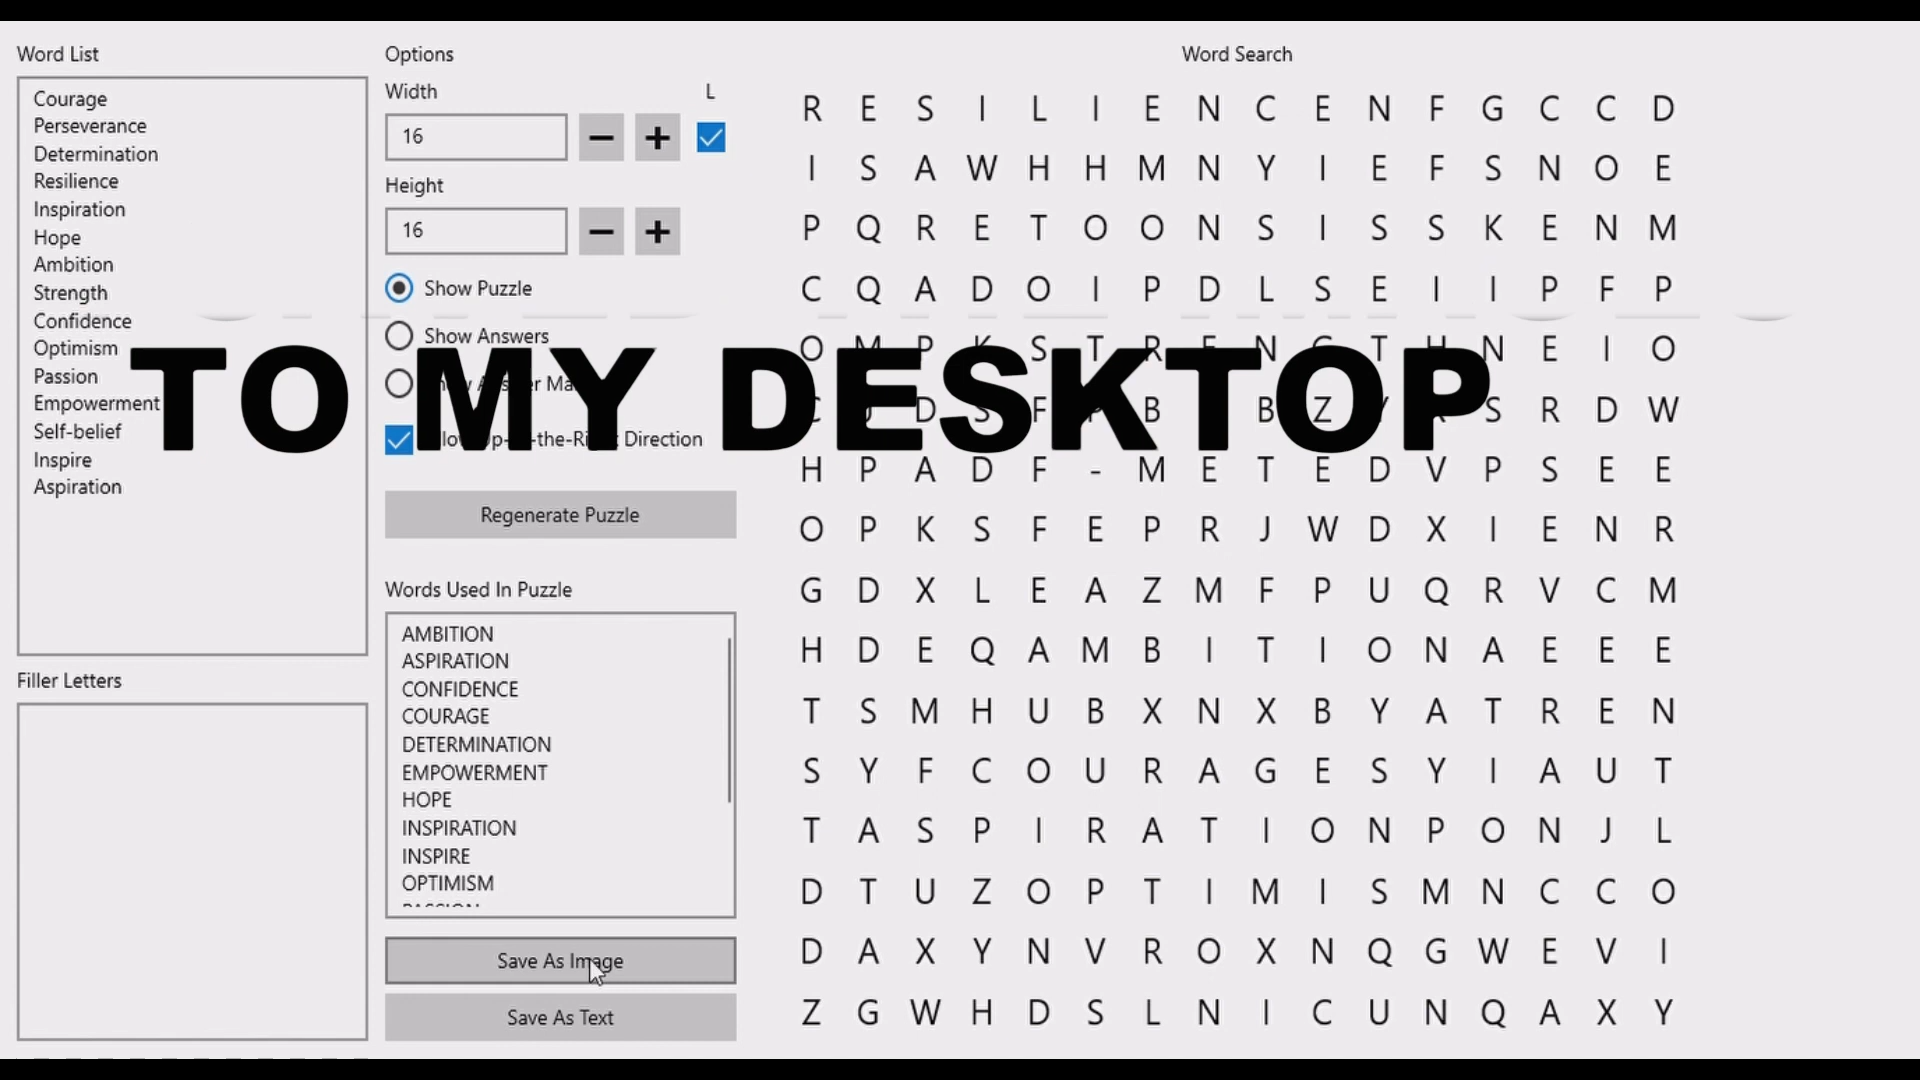 Word List
Courage
Perseverance
Determination
Resilience
Inspiration
Hope
Ambition
Strength
Confidence
Optimism
Passion
Empowerment
Self-belief
Inspire
Aspiration
Filler Letters
Options
Width
L
16
Height
16
Show Puzzle
Show Answers
TO MY DESKTOP
Direction
Regenerate Puzzle
Words Used In Puzzle
AMBITION
ASPIRATION
CONFIDENCE
COURAGE
DETERMINATION
EMPOWERMENT
HOPE
INSPIRATION
INSPIRE
OPTIMISM
Save As Image
Save As Text
Word Search
R E S I L I E N C E N F G C C D
I S A W H H M N Y I E F S N O E
P Q R E T O O N S I S S K E N M
C Q A D O I P D L S E I I P F P
O M P K S T R E N G T H N E I O
D S F B B Z S R D W
H P A D F - M E T E D V P S E E
O P K S F E P R J W D X I E N R
G D X L E A Z M F P U Q R V C M
H D E Q A M B I T I O N A E E E
T S M H U B X N X B Y A T R E N
S Y F C O U R A G E S Y I A U T
T A S P I R A T I O N P O N J L
D T U Z O P T I M I S M N C C O
D A X Y N V R O X N Q G W E V I
Z G W H D S L N I C U N Q A X Y